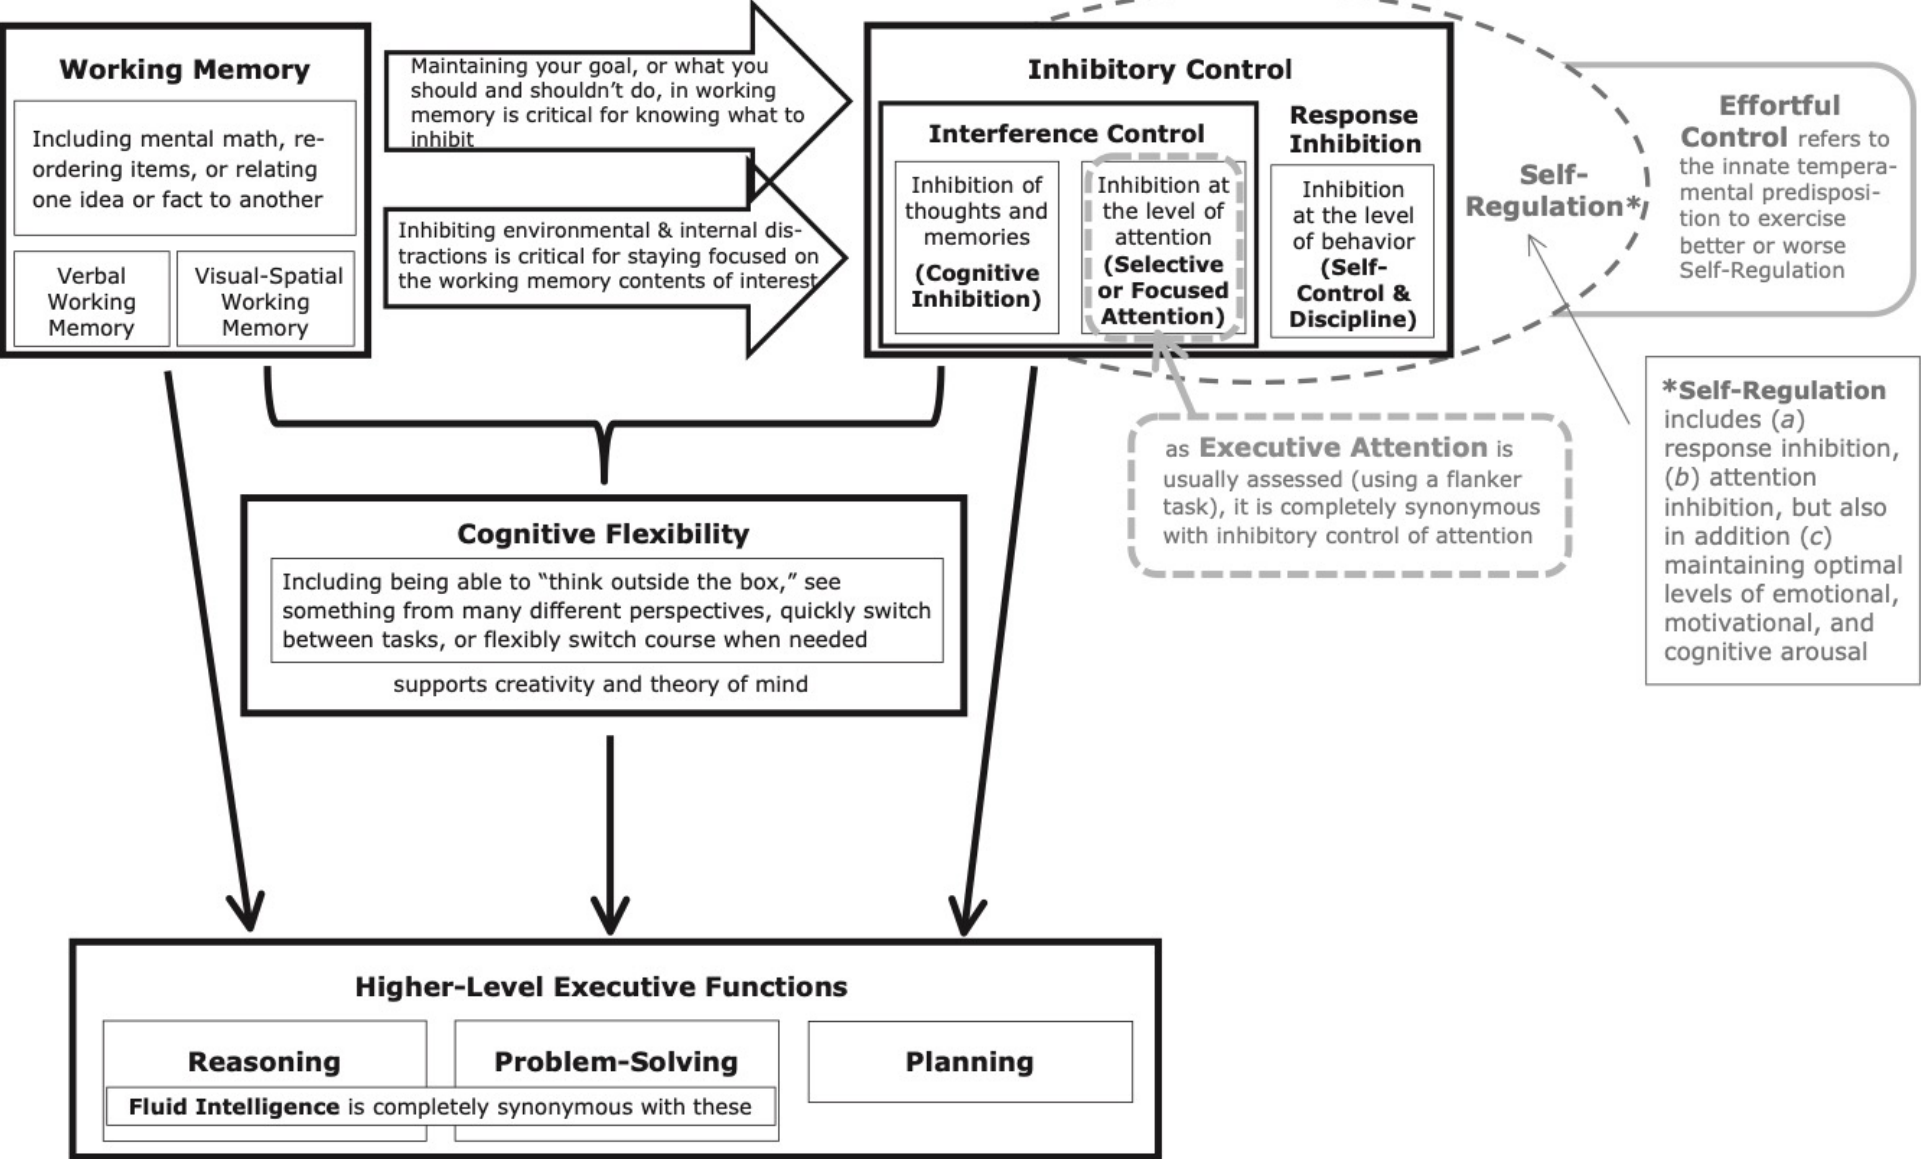 Working Memory
Including mental math, re-
ordering items, or relating
one idea or fact to another
Verbal
Working
Memory
Visual-Spatial
Working
Memory
Maintaining your goal, or what you
should and shouldn't do, in working
memory is critical for knowing what to
inhibit
Inhibiting environmental & internal dis-
tractions is critical for staying focused on
the working memory contents of interest
Inhibitory Control
Interference Control
Inhibition of
thoughts and
memories
(Cognitive
Inhibition)
Inhibition at
the level of
attention
(Selective
or Focused
Attention)
Response
Inhibition
Inhibition
at the level
of behavior
(Self-
Control &
Discipline)
Self-
Regulation*
Effortful
Control refers to
the innate tempera-
mental predisposi-
tion to exercise
better or worse
Self-Regulation
*Self-Regulation
includes (a)
response inhibition,
(b) attention
inhibition, but also
in addition (c)
maintaining optimal
levels of emotional,
motivational, and
cognitive arousal
as Executive Attention is
usually assessed (using a flanker
task), it is completely synonymous
with inhibitory control of attention
Cognitive Flexibility
Including being able to “think outside the box,” see
something from many different perspectives, quickly switch
between tasks, or flexibly switch course when needed
supports creativity and theory of mind
Higher-Level Executive Functions
Reasoning
Problem-Solving
Planning
Fluid Intelligence is completely synonymous with these